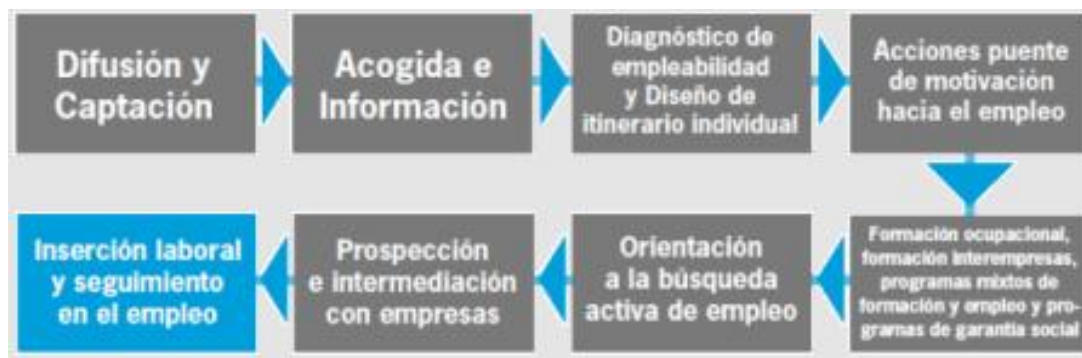 Difusión y
Captación
Acogida e
Información
Diagnóstico de
empleabilidad
y Diseño de
itinerario individual
Acciones puente
de motivación
hacia el empleo
Formación ocupacional,
formación interempresas,
programas mixtos de
formación y empleo y pro-
gramas de garantía social
Orientación
a la búsqueda
activa de empleo
Prospección
e intermediación
con empresas
Inserción laboral
y seguimiento
en el empleo